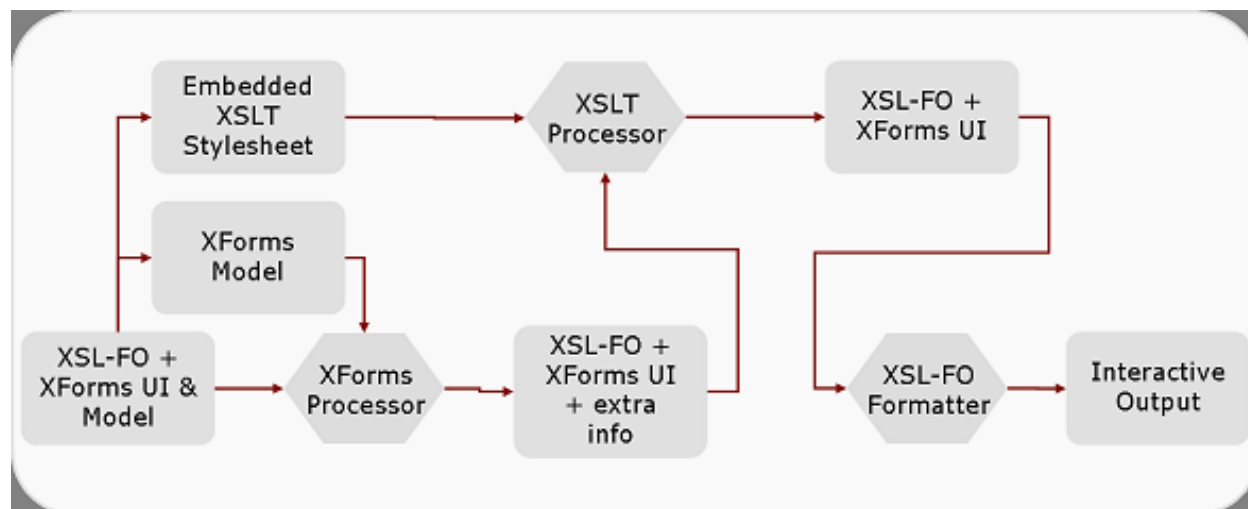 Embedded
XSLT
Stylesheet
XSLT
Processor
XSL-FO +
XForms UI
XForms
Model
XSL-FO +
XForms UI &
Model
XForms
Processor
XSL-FO +
XForms UI
+ extra
info
XSL-FO
Formatter
Interactive
Output